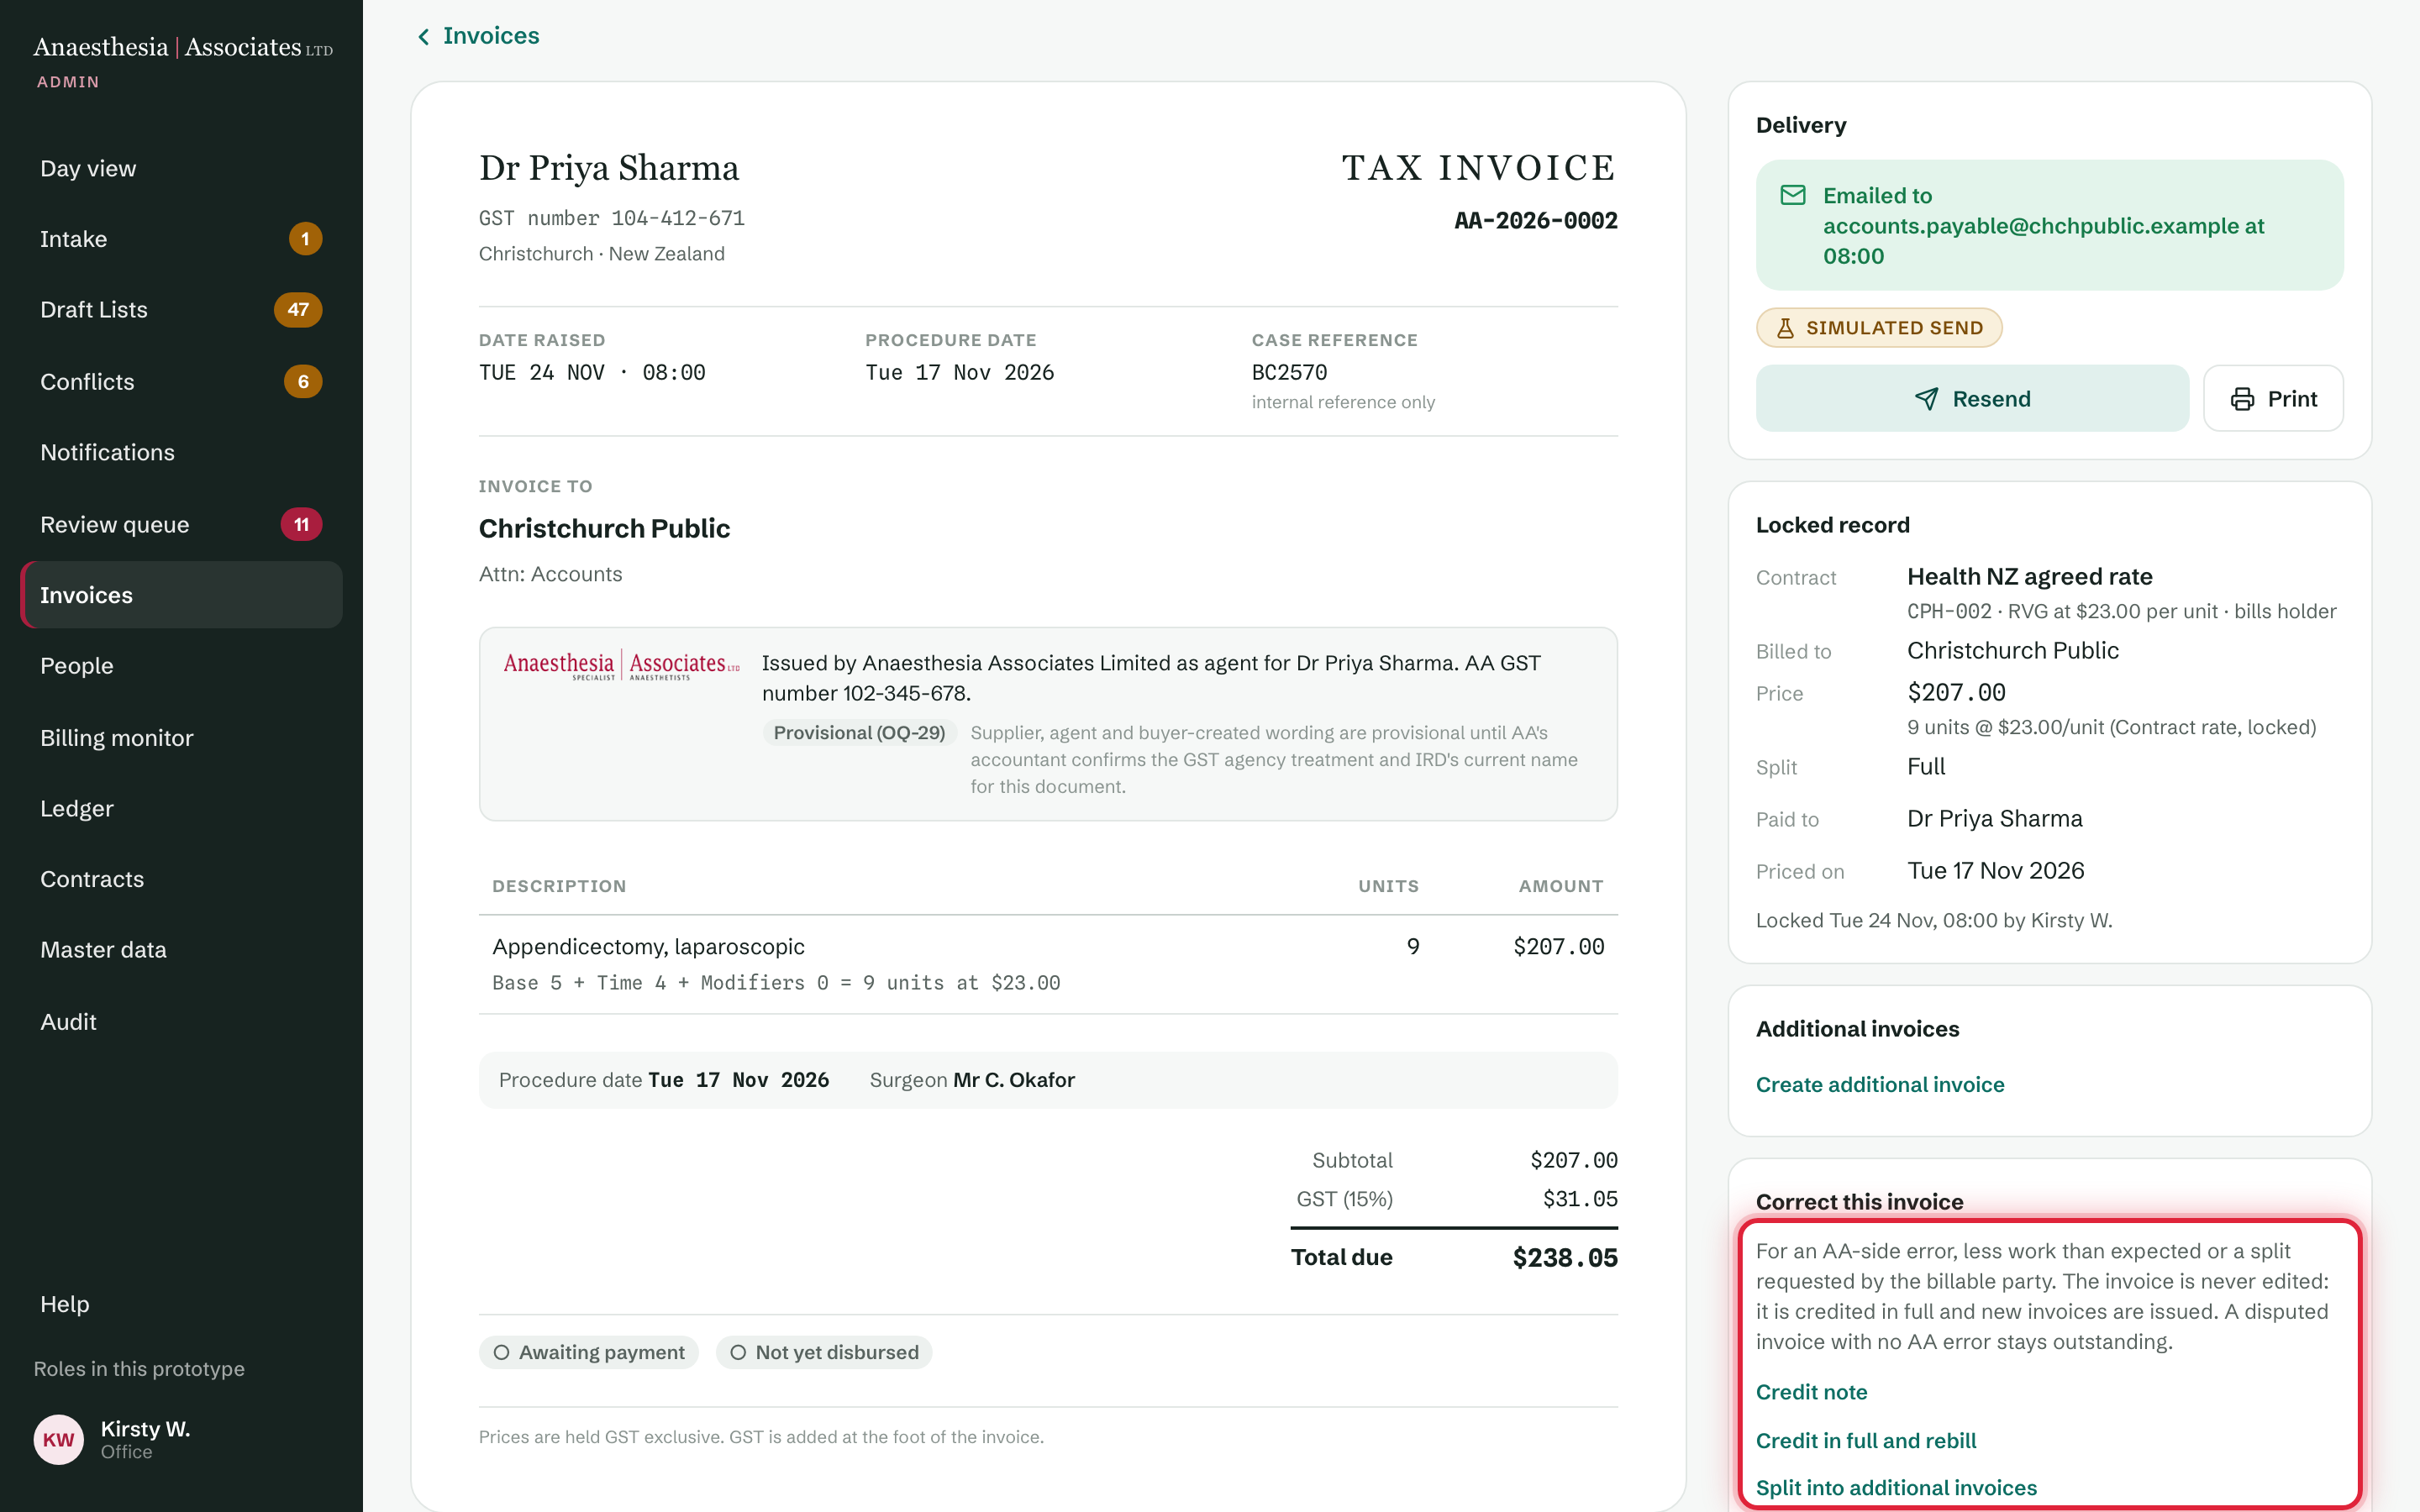 Anaesthesia | Associates LTD
ADMIN
Day view
Intake 1
Draft Lists 47
Conflicts 6
Notifications
Review queue 11
Invoices
People
Billing monitor
Ledger
Contracts
Master data
Audit
Help
Roles in this prototype
KW Kirsty W.
Office
Invoices
Dr Priya Sharma
GST number 104-412-671
Christchurch · New Zealand
TAX INVOICE
AA-2026-0002
DATE RAISED
TUE 24 NOV · 08:00
PROCEDURE DATE
Tue 17 Nov 2026
CASE REFERENCE
BC2570
internal reference only
INVOICE TO
Christchurch Public
Attn: Accounts
Anaesthesia | Associates LTD
SPECIALIST ANAESTHETISTS
Issued by Anaesthesia Associates Limited as agent for Dr Priya Sharma. AA GST
number 102-345-678.
Provisional (OQ-29)
Supplier, agent and buyer-created wording are provisional until AA's
accountant confirms the GST agency treatment and IRD's current name
for this document.
DESCRIPTION UNITS AMOUNT
Appendicectomy, laparoscopic 9 $207.00
Base 5 + Time 4 + Modifiers 0 = 9 units at $23.00
Procedure date Tue 17 Nov 2026 Surgeon Mr C. Okafor
Subtotal $207.00
GST (15%) $31.05
Total due $238.05
Awaiting payment Not yet disbursed
Prices are held GST exclusive. GST is added at the foot of the invoice.
Delivery
Emailed to
accounts.payable@chchpublic.example at
08:00
SIMULATED SEND
Resend Print
Locked record
Contract Health NZ agreed rate
CPH-002 · RVG at $23.00 per unit · bills holder
Billed to Christchurch Public
Price $207.00
9 units @ $23.00/unit (Contract rate, locked)
Split Full
Paid to Dr Priya Sharma
Priced on Tue 17 Nov 2026
Locked Tue 24 Nov, 08:00 by Kirsty W.
Additional invoices
Create additional invoice
Correct this invoice
For an AA-side error, less work than expected or a split
requested by the billable party. The invoice is never edited:
it is credited in full and new invoices are issued. A disputed
invoice with no AA error stays outstanding.
Credit note
Credit in full and rebill
Split into additional invoices